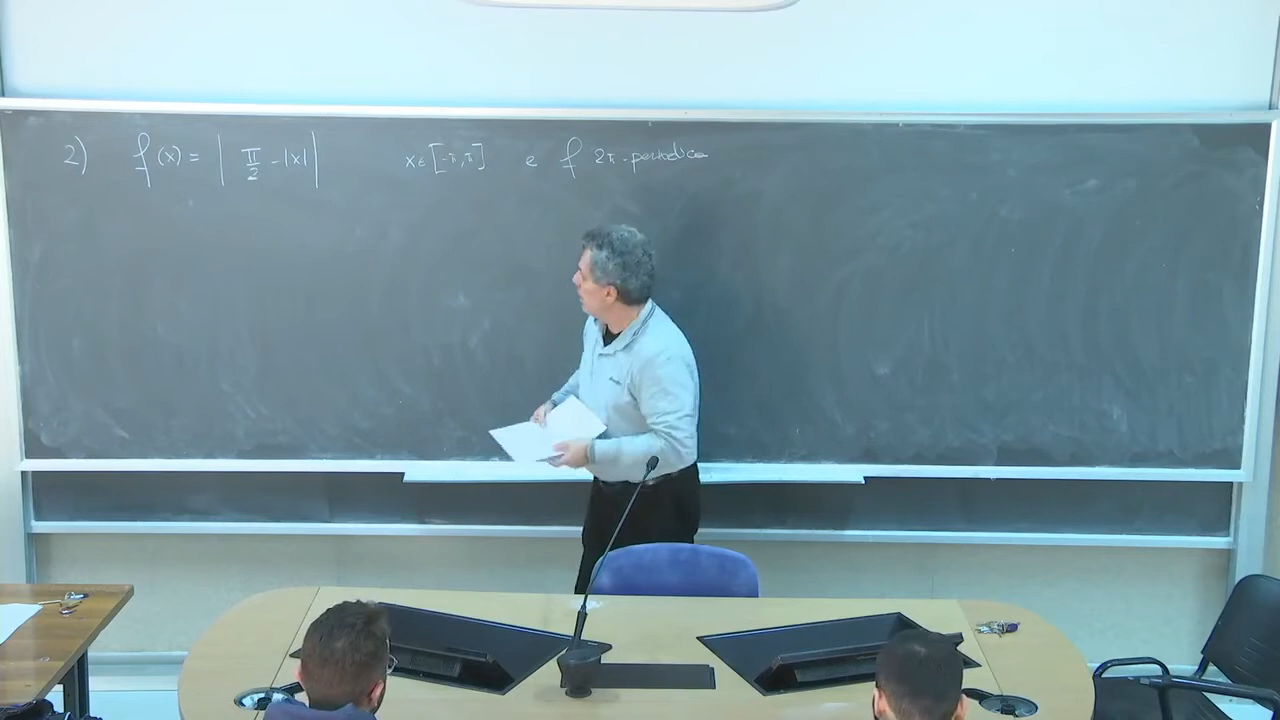 2) f(x) = | π/2 - |x| | x ∈ [-π, π] e f 2π-periodica